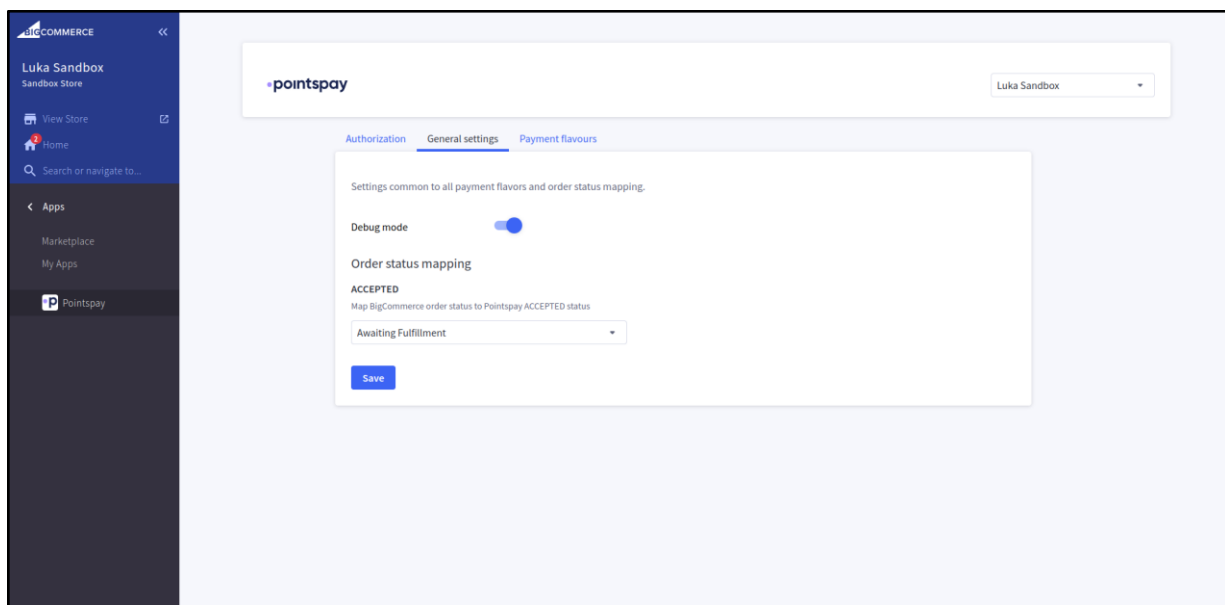 BIGCOMMERCE
Luka Sandbox
Sandbox Store
View Store
2
Home
Search or navigate to...
Apps
Marketplace
My Apps
P Pointspay
pointspay
Luka Sandbox
Authorization General settings Payment flavours
Settings common to all payment flavors and order status mapping.
Debug mode
Order status mapping
ACCEPTED
Map BigCommerce order status to Pointspay ACCEPTED status
Awaiting Fulfillment
Save